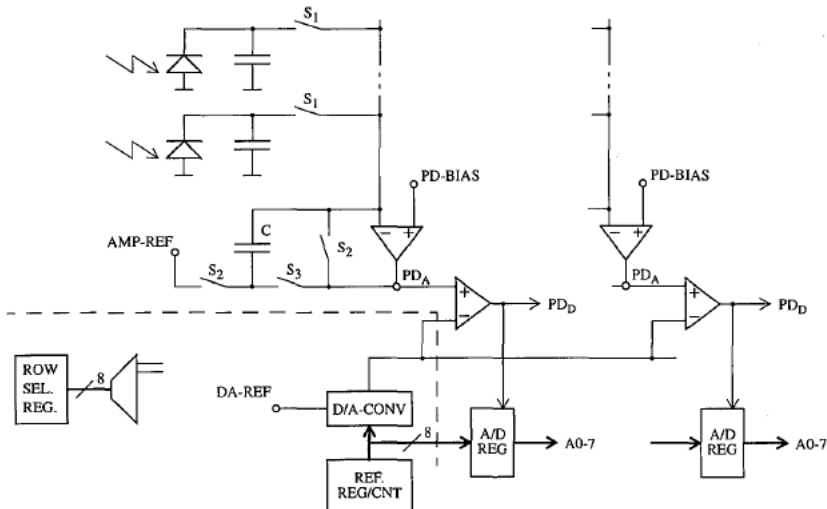 S1
S1
PD-BIAS
PD-BIAS
AMP-REF
C
S2
S3
S2
PDA
PDA
+
−
+
−
+
−
+
−
PDD
PDD
ROW
SEL.
REG.
8
DA-REF
D/A-CONV
8
A/D
REG
A0-7
A/D
REG
A0-7
REF.
REG/CNT